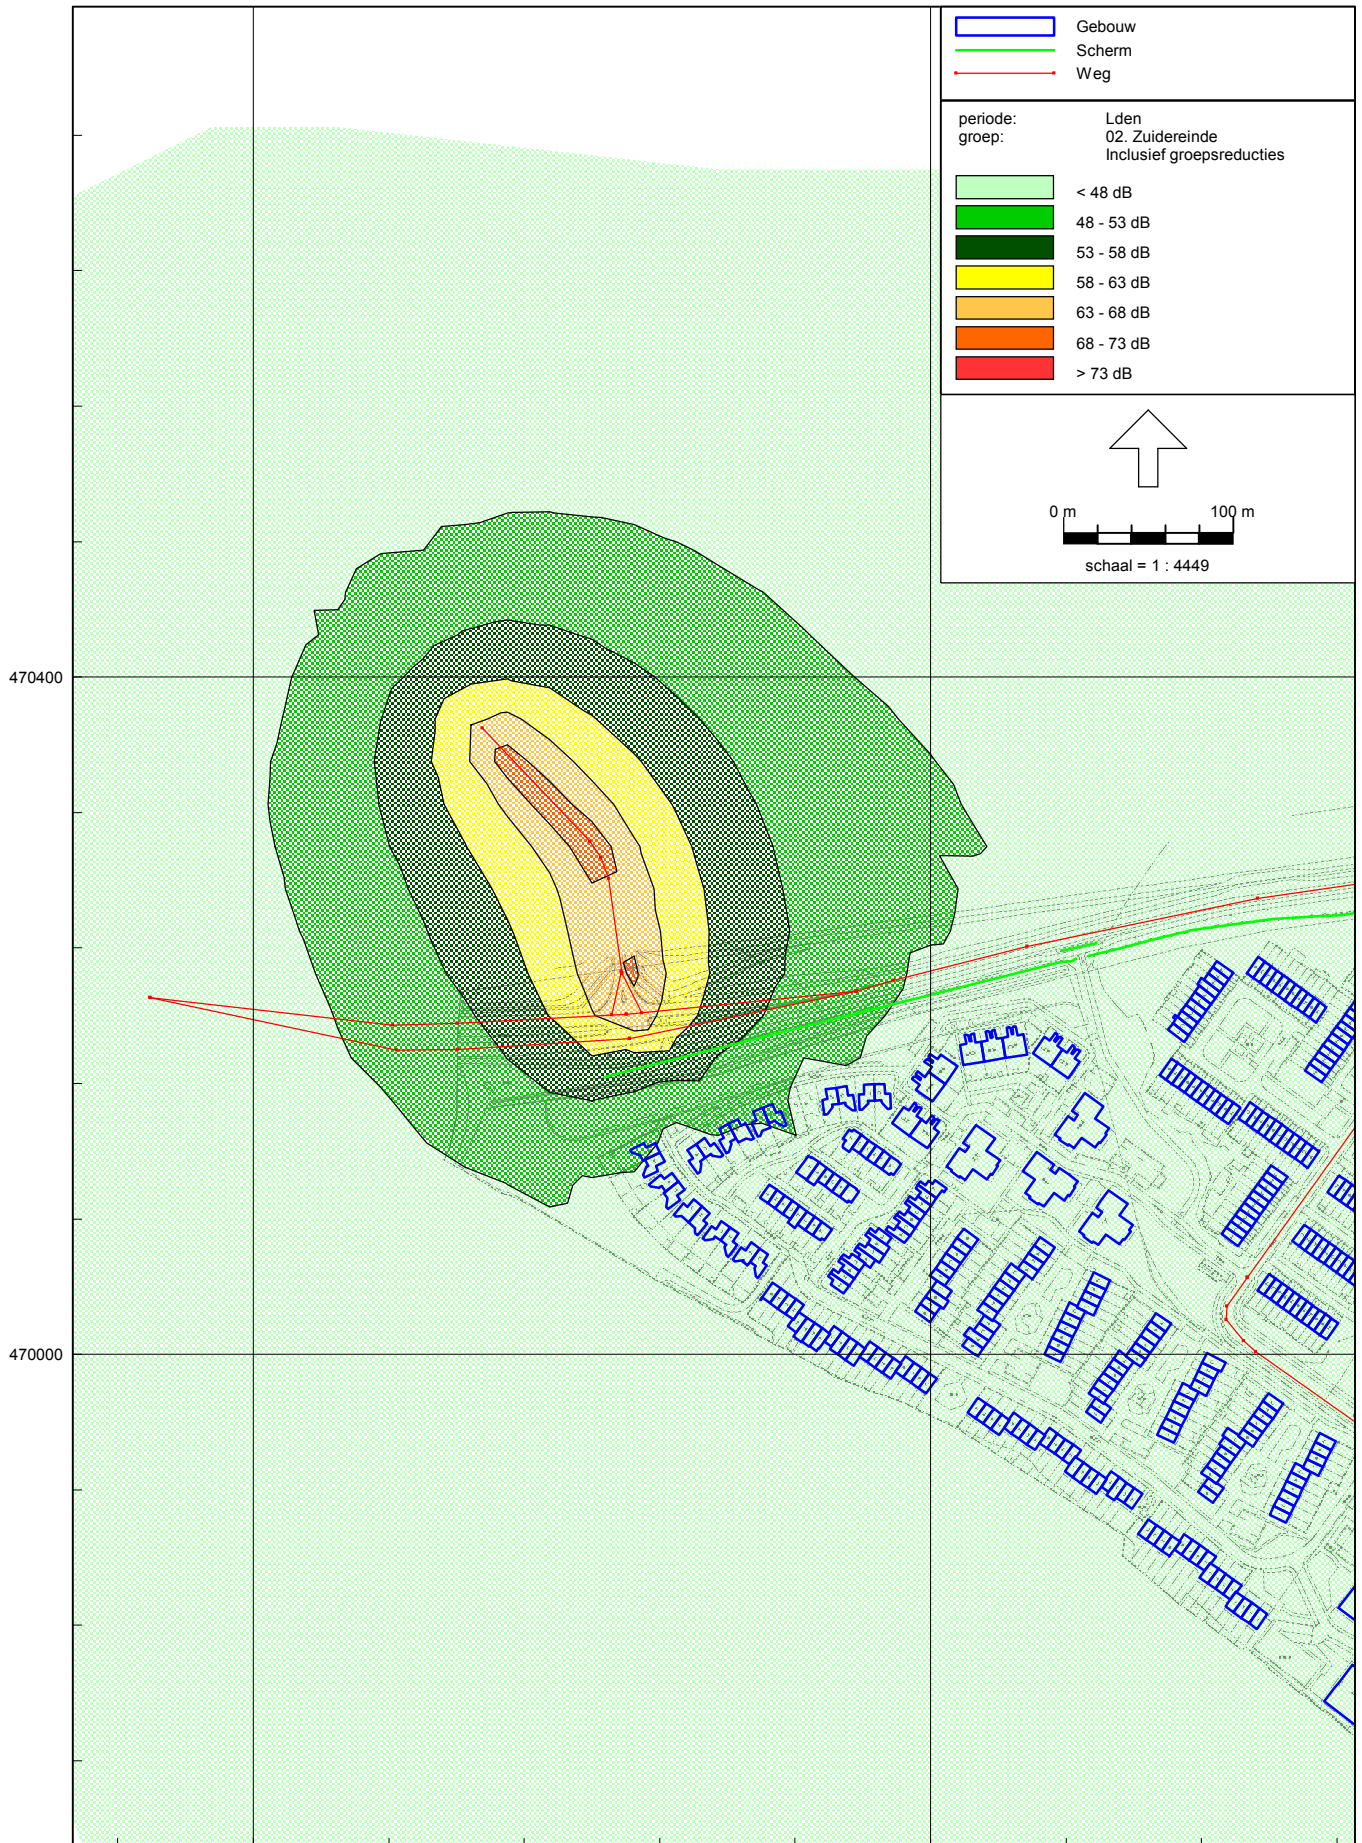 Gebouw
Scherm
Weg
periode: Lden
groep: 02. Zuidereinde
Inclusief groepsreducties
< 48 dB
48 - 53 dB
53 - 58 dB
58 - 63 dB
63 - 68 dB
68 - 73 dB
> 73 dB
0 m 100 m
schaal = 1 : 4449
470400
470000